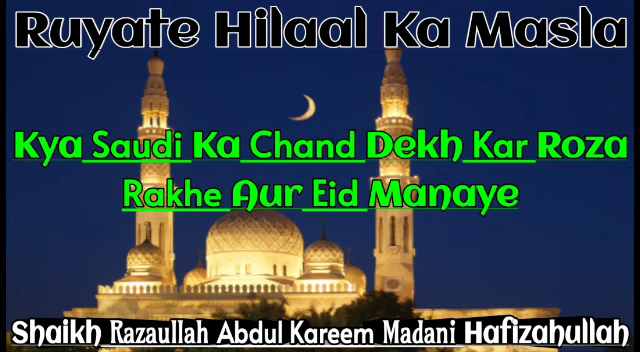 Ruyate Hilaal Ka Masla
Kya Saudi Ka Chand Dekh Kar Roza
Rakhe Aur Eid Manaye
Shaikh Razaullah Abdul Kareem Madani Hafizahullah